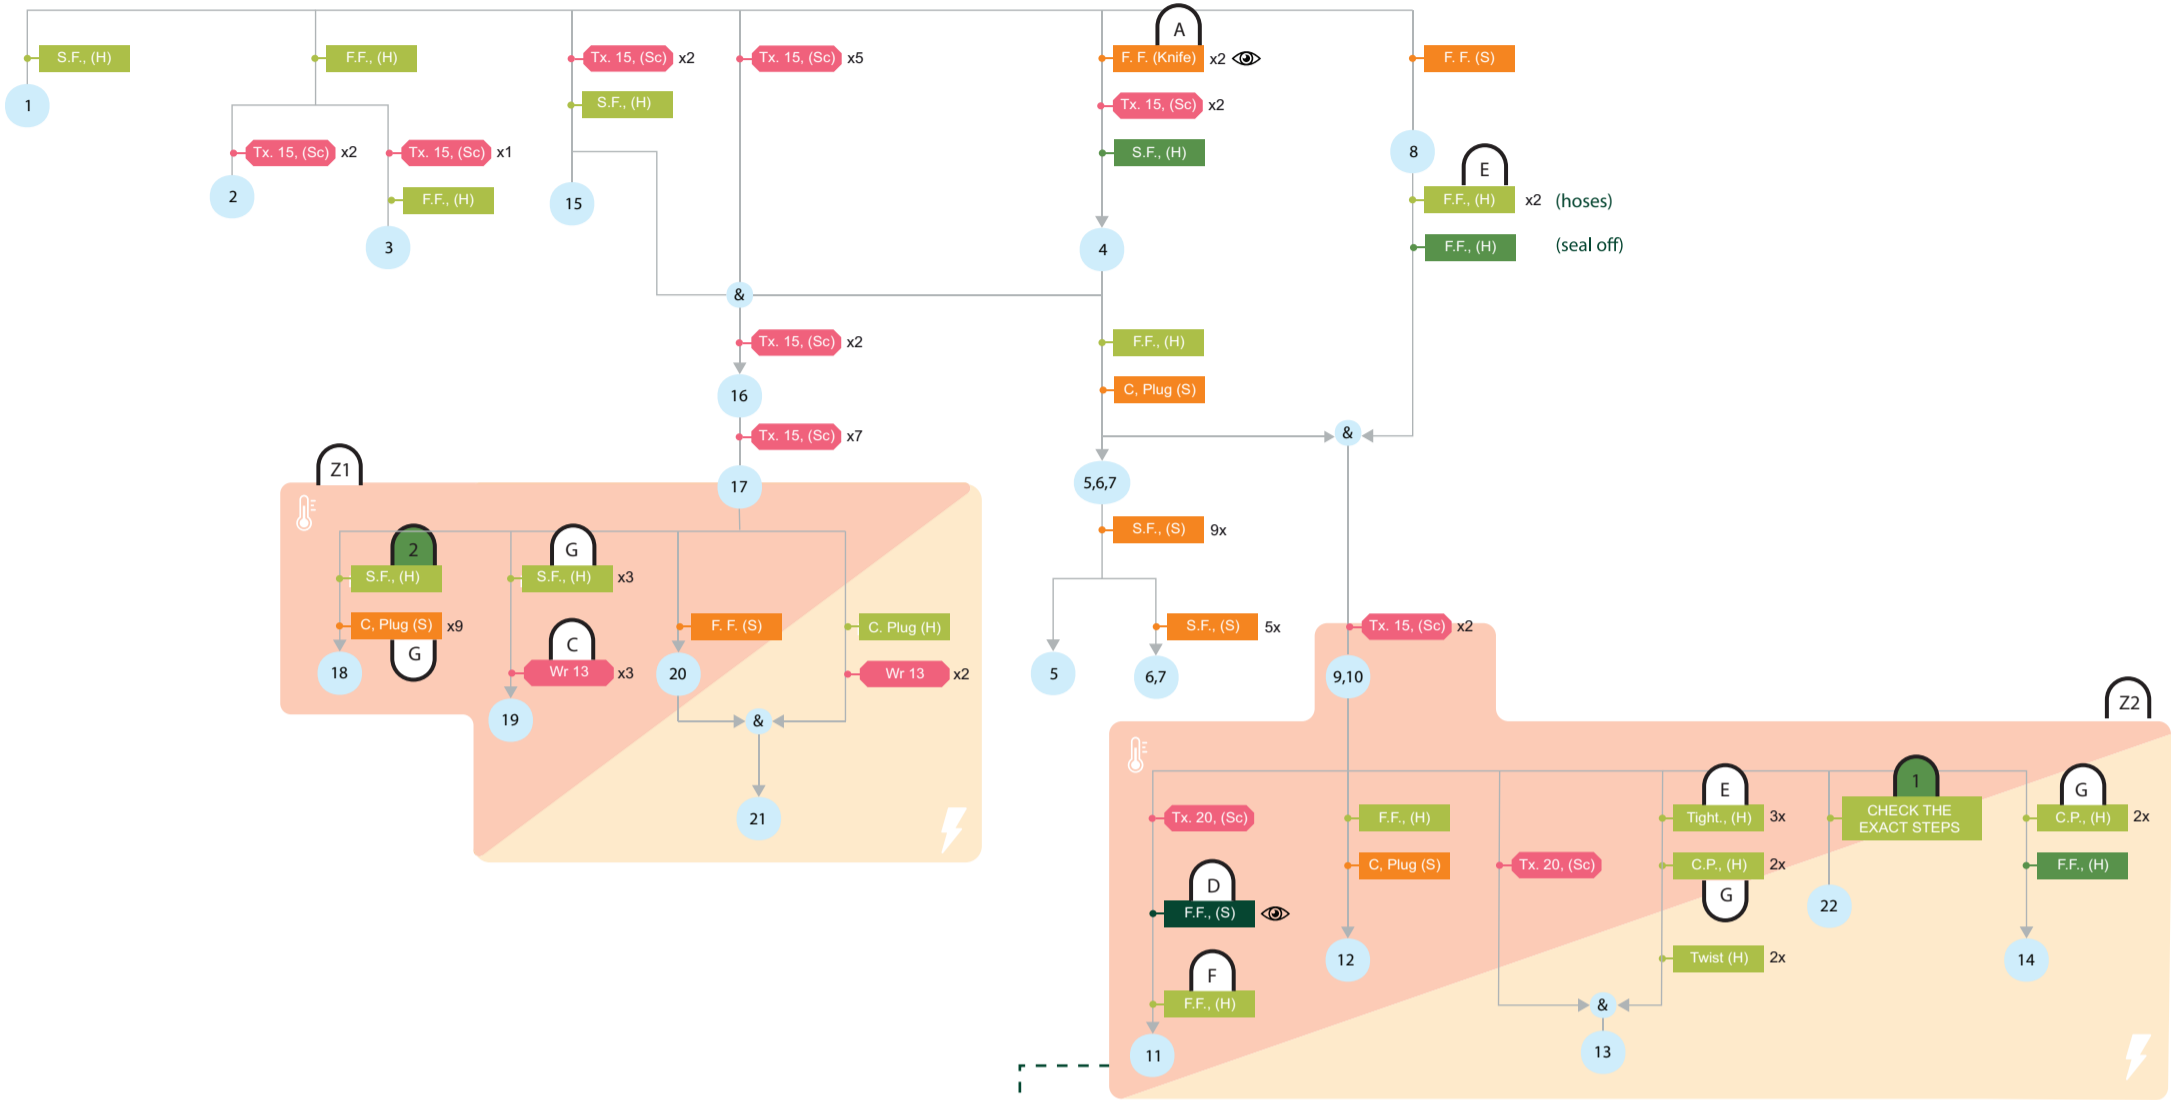 A
S.F., (H)
F.F., (H)
Tx. 15, (Sc) x2
Tx. 15, (Sc) x5
F. F. (Knife) x2
F. F. (S)
1
S.F., (H)
Tx. 15, (Sc) x2
Tx. 15, (Sc) x2
Tx. 15, (Sc) x1
S.F., (H)
8
E
2
F.F., (H)
15
F.F., (H) x2 (hoses)
3
4
F.F., (H) (seal off)
&
Tx. 15, (Sc) x2
F.F., (H)
16
C, Plug (S)
Tx. 15, (Sc) x7
&
Z1
17
5,6,7
S.F., (S) 9x
2
G
S.F., (H)
S.F., (H) x3
C, Plug (S) x9
C
F. F. (S)
C. Plug (H)
S.F., (S) 5x
Tx. 15, (Sc) x2
G
18
Wr 13 x3
20
Wr 13 x2
5
6,7
9,10
19
&
Z2
21
E
1
G
Tx. 20, (Sc)
F.F., (H)
Tight., (H) 3x
CHECK THE
EXACT STEPS
C.P., (H) 2x
D
C, Plug (S)
Tx. 20, (Sc)
C.P., (H) 2x
F.F., (H)
F.F., (S)
G
22
F
12
Twist (H) 2x
14
F.F., (H)
&
11
13